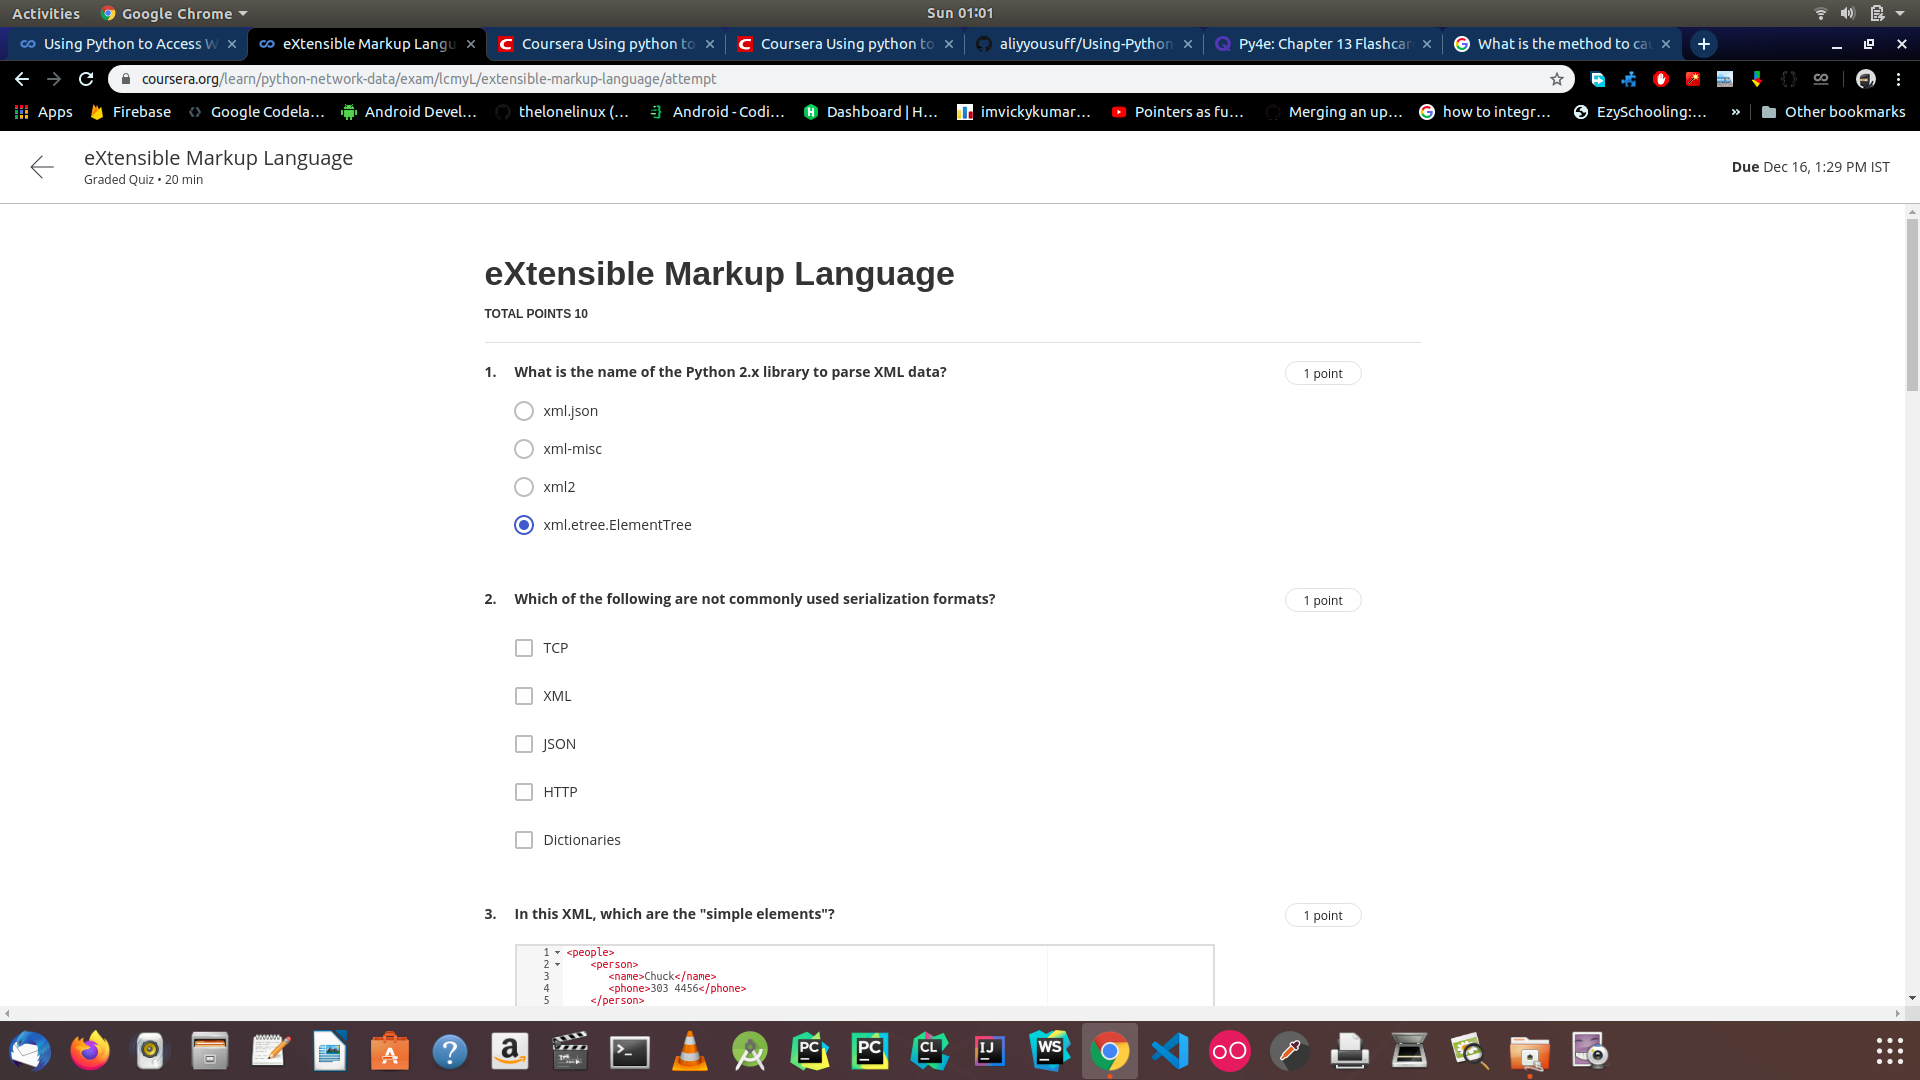 Activities Google Chrome Sun 01:01
Using Python to Access W eXtensible Markup Langu Coursera Using python to Coursera Using python to aliyyousuff/Using-Python Py4e: Chapter 13 Flashcar What is the method to cau
coursera.org/learn/python-network-data/exam/lcmyL/extensible-markup-language/attempt
Apps Firebase Google Codela... Android Devel... thelonelinux (... Android - Codi... Dashboard | H... imvickykumar... Pointers as fu... Merging an up... how to integr... EzySchooling:... » Other bookmarks
eXtensible Markup Language
Graded Quiz • 20 min
Due Dec 16, 1:29 PM IST
eXtensible Markup Language
TOTAL POINTS 10
1. What is the name of the Python 2.x library to parse XML data? 1 point
xml.json
xml-misc
xml2
xml.etree.ElementTree
2. Which of the following are not commonly used serialization formats? 1 point
TCP
XML
JSON
HTTP
Dictionaries
3. In this XML, which are the "simple elements"? 1 point
1 <people>
2 <person>
3 <name>Chuck</name>
4 <phone>303 4456</phone>
5 </person>